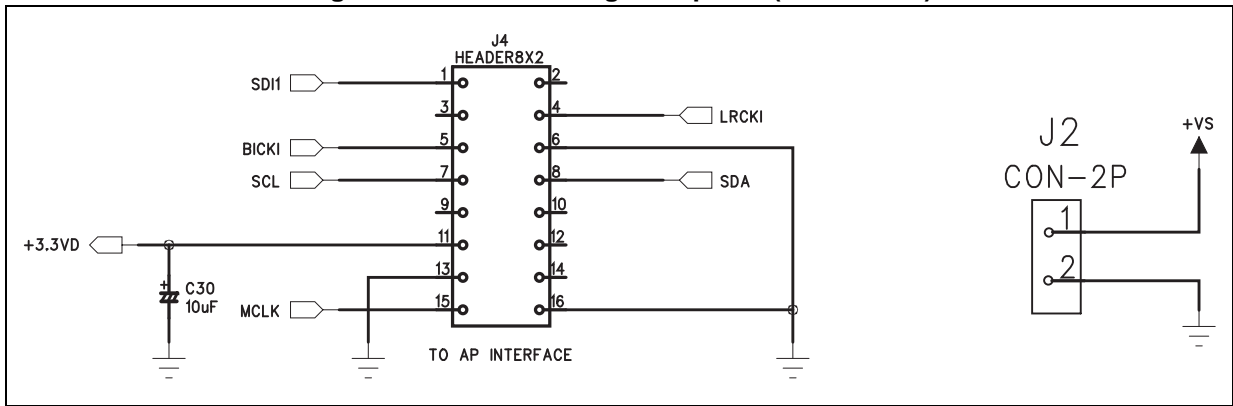 J4
HEADER8X2
SDI1
1
2
3
4
LRCKI
BICKI
5
6
SCL
7
8
SDA
9
10
+3.3VD
11
12
13
14
C30
10uF
+
MCLK
15
16
TO AP INTERFACE
J2
CON-2P
+VS
1
2